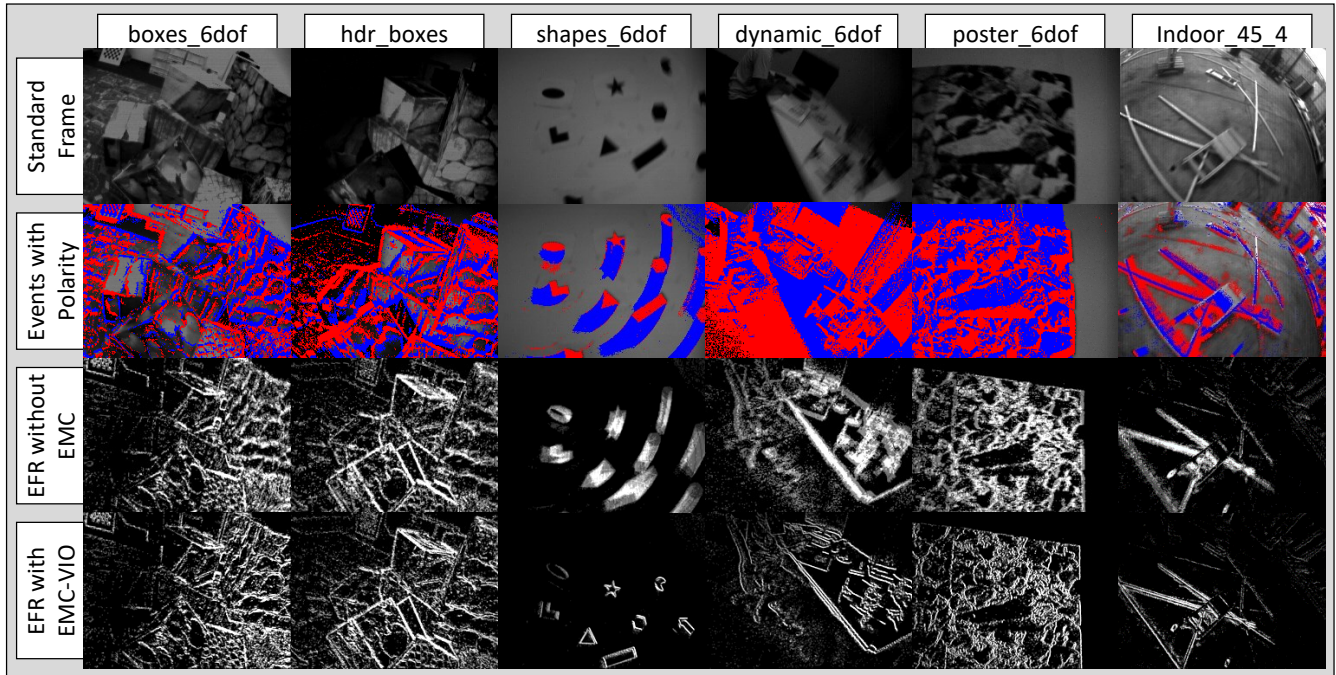 boxes_6dof
hdr_boxes
shapes_6dof
dynamic_6dof
poster_6dof
Indoor_45_4
Standard
Frame
Events with
Polarity
EFR without
EMC
EFR with
EMC-VIO